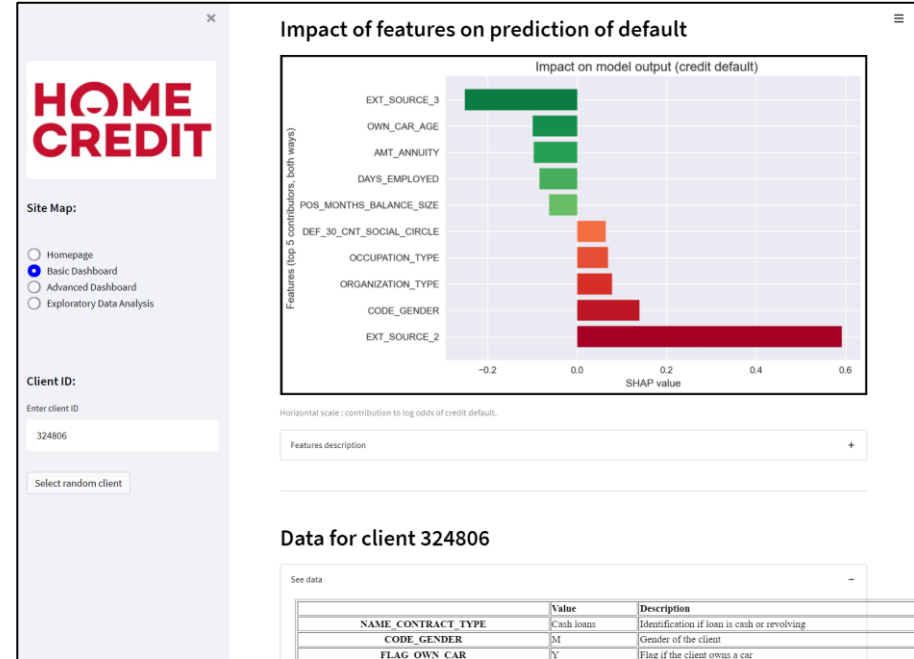 ×
HOME
CREDIT
Site Map:
Homepage
Basic Dashboard
Advanced Dashboard
Exploratory Data Analysis
Client ID:
Enter client ID
324806
Select random client
Impact of features on prediction of default
Impact on model output (credit default)
Features (top 5 contributors, both ways)
EXT_SOURCE_3
OWN_CAR_AGE
AMT_ANNUITY
DAYS_EMPLOYED
POS_MONTHS_BALANCE_SIZE
DEF_30_CNT_SOCIAL_CIRCLE
OCCUPATION_TYPE
ORGANIZATION_TYPE
CODE_GENDER
EXT_SOURCE_2
−0.2 0.0 0.2 0.4 0.6
SHAP value
Horizontal scale : contribution to log odds of credit default.
Features description +
Data for client 324806
See data −
Value Description
NAME_CONTRACT_TYPE Cash loans Identification if loan is cash or revolving
CODE_GENDER M Gender of the client
FLAG_OWN_CAR Y Flag if the client owns a car